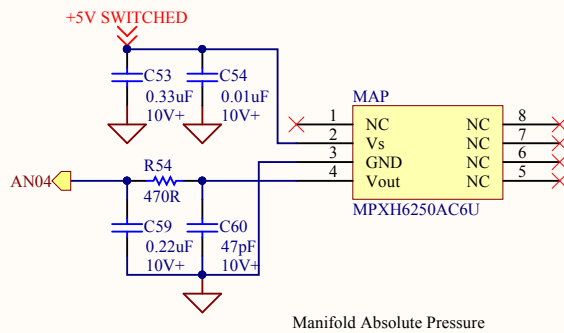 +5V SWITCHED
C53
0.33uF
10V+
C54
0.01uF
10V+
MAP
1 NC NC 8
2 Vs NC 7
3 GND NC 6
4 Vout NC 5
MPXH6250AC6U
AN04
R54
470R
C59
0.22uF
10V+
C60
47pF
10V+
Manifold Absolute Pressure